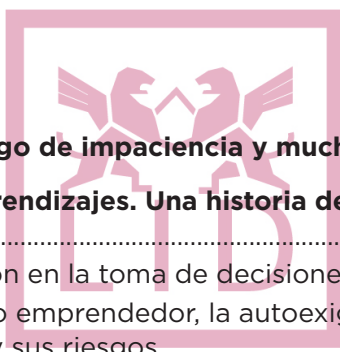 go de impaciencia y much
rendizajes. Una historia de
................................................
ón en la toma de decisione
o emprendedor, la autoexig
y sus riesgos
LID